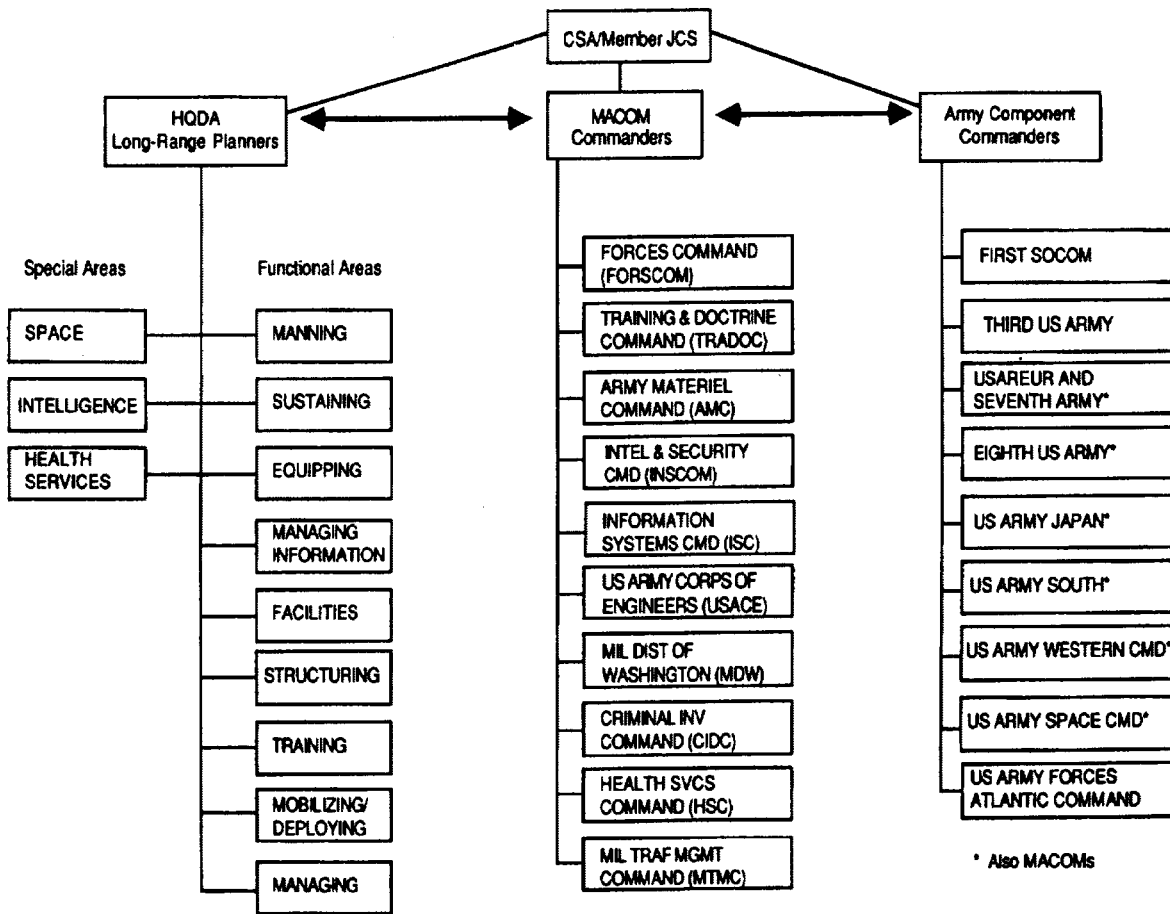 CSA/Member JCS
HQDA
Long-Range Planners
MACOM
Commanders
Army Component
Commanders
Special Areas
SPACE
INTELLIGENCE
HEALTH
SERVICES
Functional Areas
MANNING
SUSTAINING
EQUIPPING
MANAGING
INFORMATION
FACILITIES
STRUCTURING
TRAINING
MOBILIZING/
DEPLOYING
MANAGING
FORCES COMMAND
(FORSCOM)
TRAINING & DOCTRINE
COMMAND (TRADOC)
ARMY MATERIEL
COMMAND (AMC)
INTEL & SECURITY
CMD (INSCOM)
INFORMATION
SYSTEMS CMD (ISC)
US ARMY CORPS OF
ENGINEERS (USACE)
MIL DIST OF
WASHINGTON (MDW)
CRIMINAL INV
COMMAND (CIDC)
HEALTH SVCS
COMMAND (HSC)
MIL TRAF MGMT
COMMAND (MTMC)
FIRST SOCOM
THIRD US ARMY
USAREUR AND
SEVENTH ARMY*
EIGHTH US ARMY*
US ARMY JAPAN*
US ARMY SOUTH*
US ARMY WESTERN CMD*
US ARMY SPACE CMD*
US ARMY FORCES
ATLANTIC COMMAND
* Also MACOMs